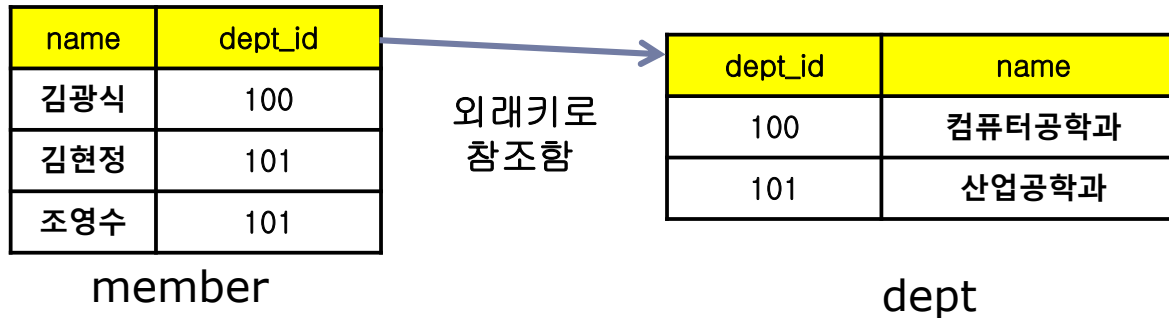 name dept_id
김광식 100
김현정 101
조영수 101
member
외래키로
참조함
dept_id name
100 컴퓨터공학과
101 산업공학과
dept